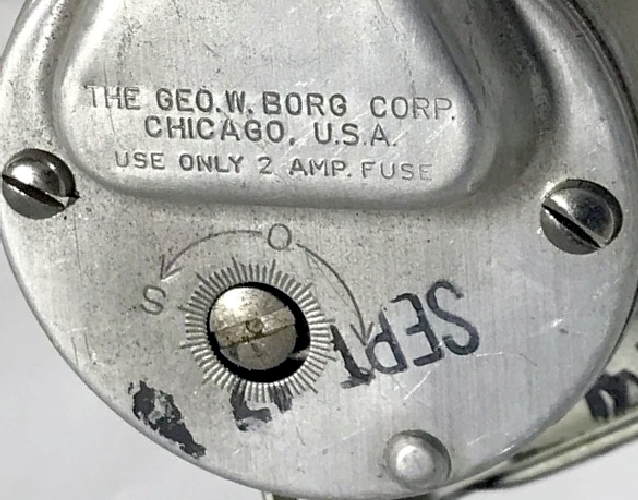 THE GEO.W. BORG CORP.
CHICAGO, U.S.A.
USE ONLY 2 AMP. FUSE
O
S
SEPT